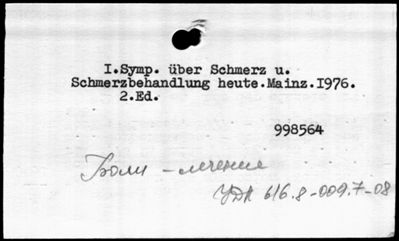 I.Symp. über Schmerz u.
Schmerzbehandlung heute.Mainz.I976.
2.Ed.
998564
Боли - лечение
УДК 616.8-009.7-08